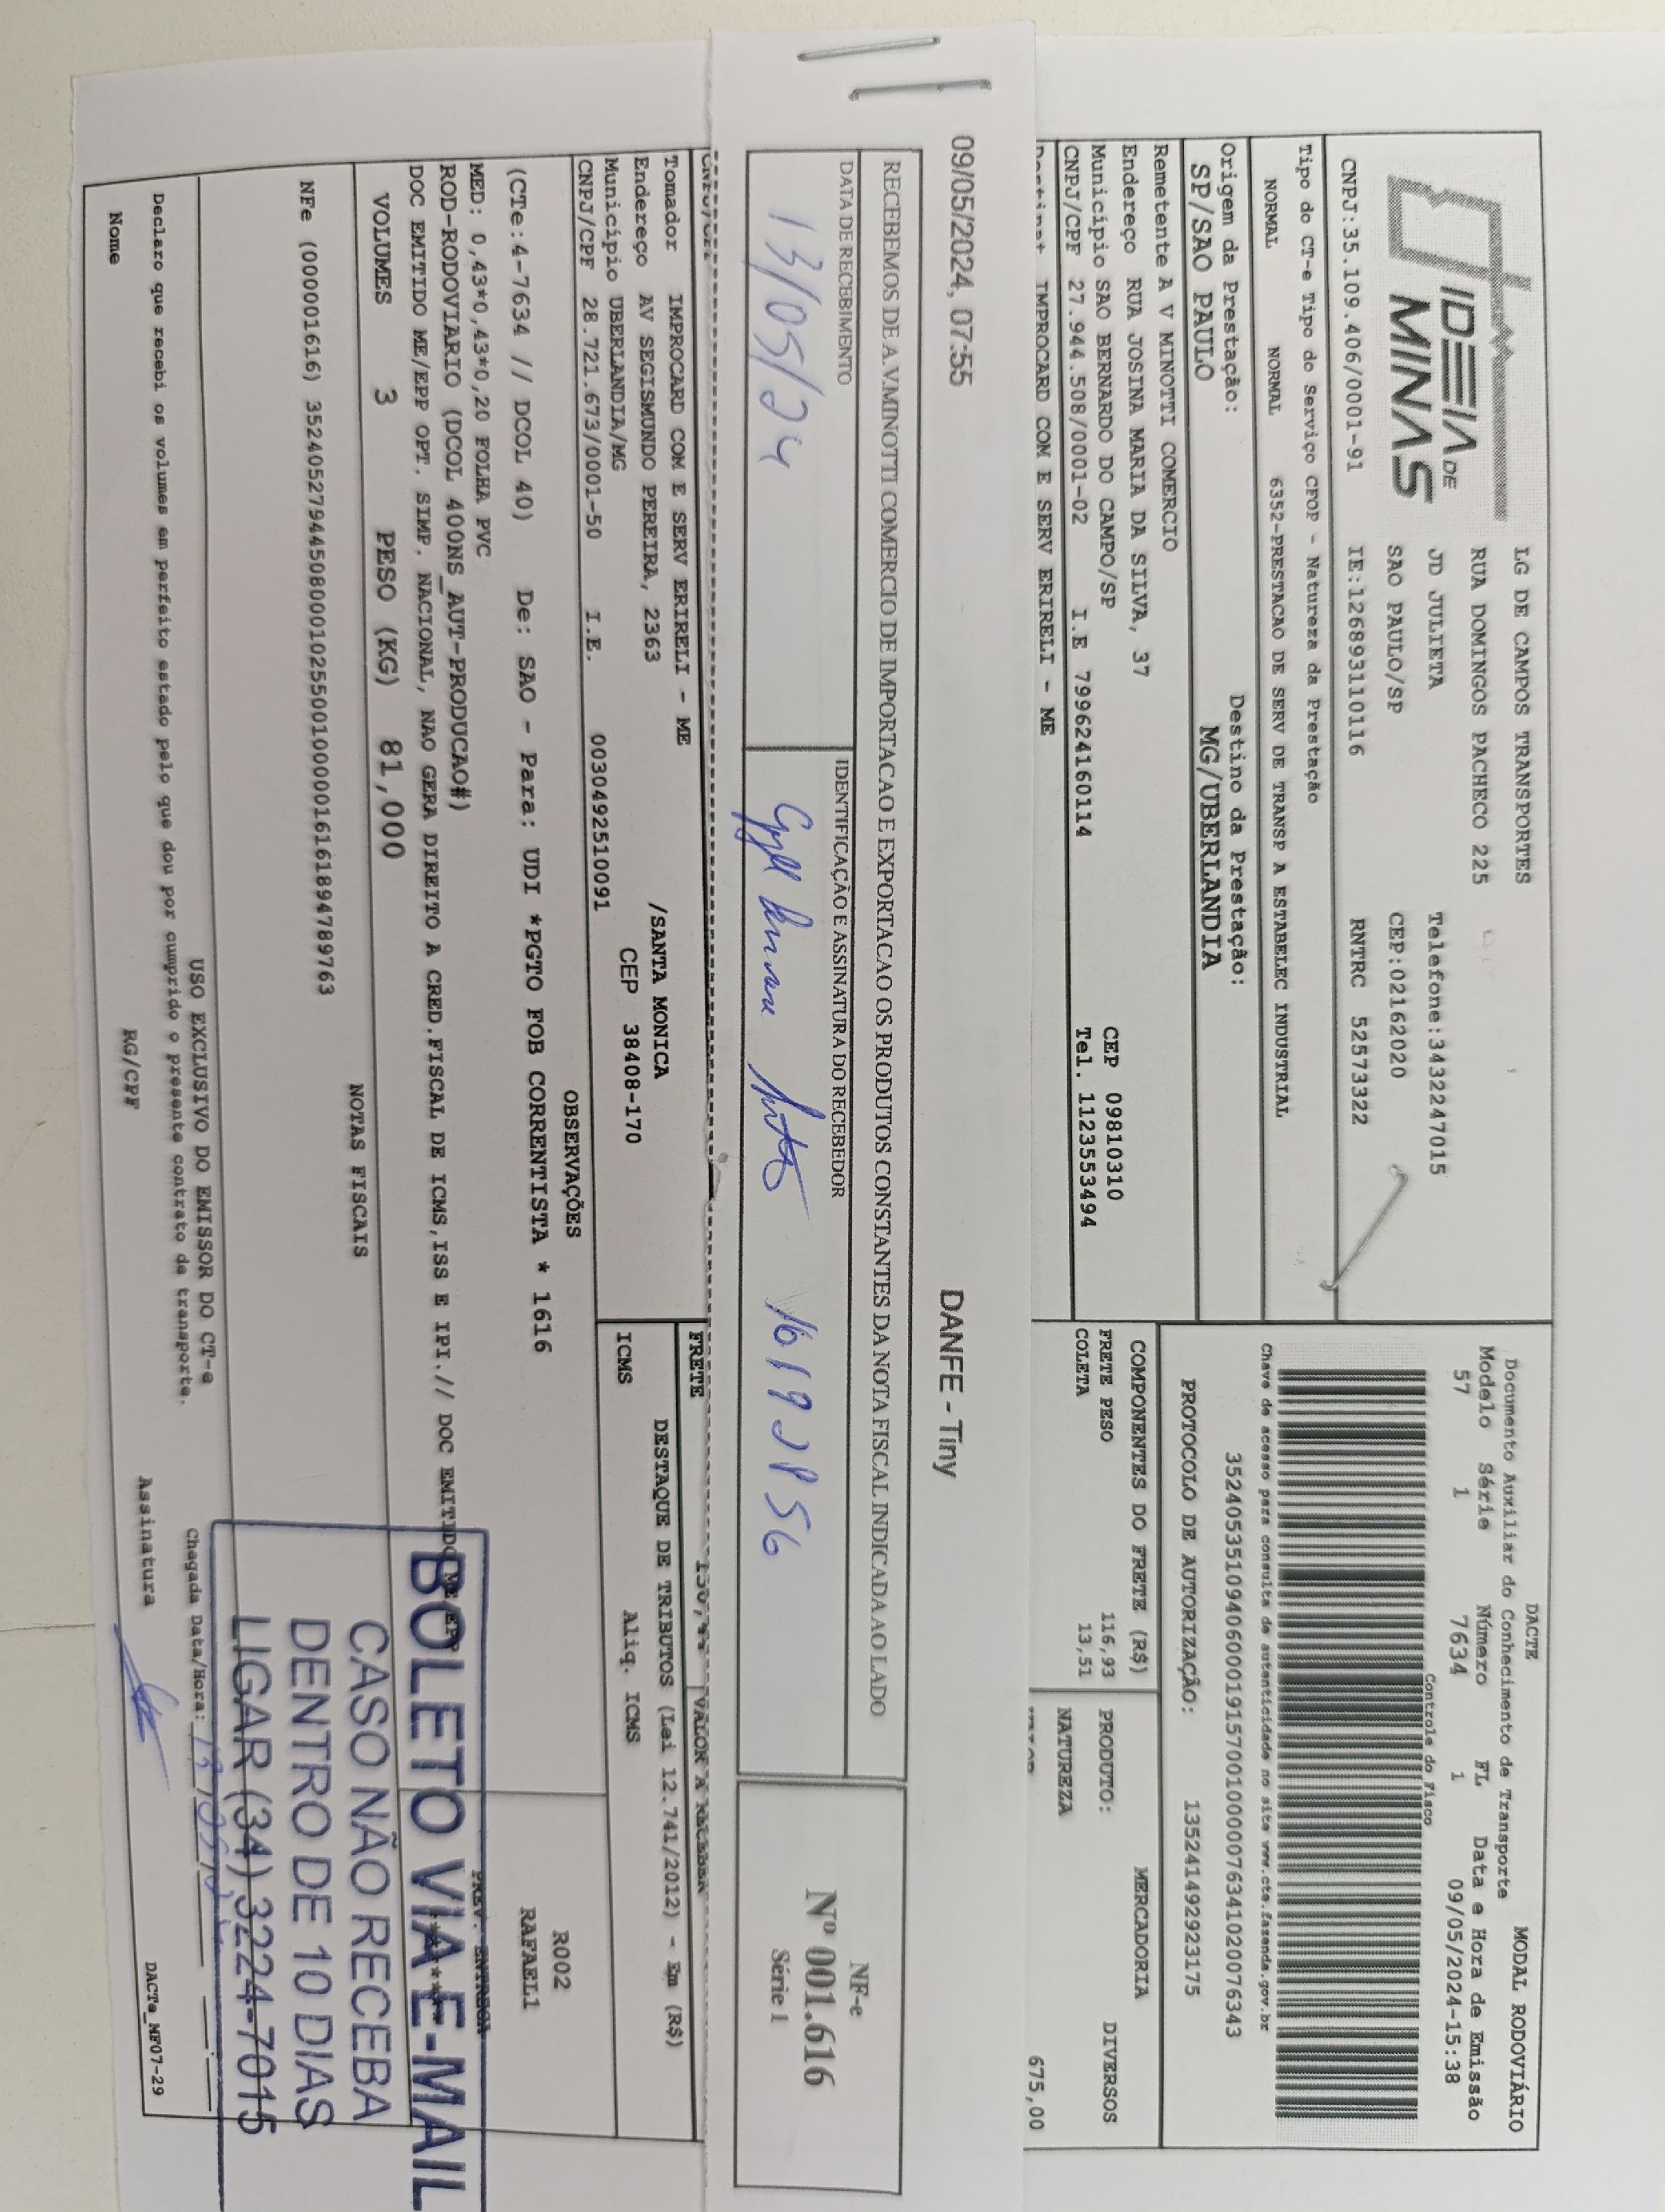 IDEIA DE
MINAS
LG DE CAMPOS TRANSPORTES
RUA DOMINGOS PACHECO 225
JD JULIETA Telefone:3432247015
SAO PAULO/SP CEP:02162020
CNPJ:35.109.406/0001-91 IE:126893110116 RNTRC 52573322
DACTE MODAL RODOVIÁRIO
Documento Auxiliar do Conhecimento de Transporte
Modelo Série Número FL Data e Hora de Emissão
57 1 7634 1 09/05/2024-15:38
Controle do Fisco
Chave de acesso para consulta de autenticidade no site www.cte.fazenda.gov.br
35240535109406000191570010000076341020076343
PROTOCOLO DE AUTORIZAÇÃO: 135241492923175
Tipo do CT-e Tipo do Serviço CFOP - Natureza da Prestação
NORMAL NORMAL 6352-PRESTACAO DE SERV DE TRANSP A ESTABELEC INDUSTRIAL
Origem da Prestação: Destino da Prestação:
SP/SAO PAULO MG/UBERLANDIA
Remetente A V MINOTTI COMERCIO
Endereço RUA JOSINA MARIA DA SILVA, 37
Município SAO BERNARDO DO CAMPO/SP CEP 09810310
CNPJ/CPF 27.944.508/0001-02 I.E 799624160114 Tel. 1123553494
IMPROCARD COM E SERV ERIRELI - ME
COMPONENTES DO FRETE (R$) MERCADORIA
FRETE PESO 116,93 PRODUTO: DIVERSOS
COLETA 13,51 NATUREZA
675,00
09/05/2024, 07:55 DANFE - Tiny
RECEBEMOS DE A.V.MINOTTI COMERCIO DE IMPORTACAO E EXPORTACAO OS PRODUTOS CONSTANTES DA NOTA FISCAL INDICADA AO LADO
DATA DE RECEBIMENTO IDENTIFICAÇÃO E ASSINATURA DO RECEBEDOR
13/05/24
NF-e
Nº 001.616
Série 1
FRETE VALOR A RECEBER
Tomador IMPROCARD COM E SERV ERIRELI - ME
Endereço AV SEGISMUNDO PEREIRA, 2363 /SANTA MONICA
Município UBERLANDIA/MG CEP 38408-170
CNPJ/CPF 28.721.673/0001-50 I.E. 0030492510091
DESTAQUE DE TRIBUTOS (Lei 12.741/2012) - Em (R$)
ICMS Aliq. ICMS
OBSERVAÇÕES
R002
RAFAEL1
(CTe:4-7634 // DCOL 40) De: SAO - Para: UDI *PGTO FOB CORRENTISTA * 1616
MED: 0,43*0,43*0,20 FOLHA PVC
ROD-RODOVIARIO (DCOL 40ONS_AUT-PRODUCAO#)
DOC EMITIDO ME/EPP OPT. SIMP. NACIONAL, NAO GERA DIREITO A CRED.FISCAL DE ICMS,ISS E IPI.// DOC EMITIDO ME/EPP
PREV. ENTREGA
VOLUMES 3 PESO (KG) 81,000
NOTAS FISCAIS
NFe (000001616) 35240527944508000102550010000016161894789763
BOLETO VIA E-MAIL
CASO NÃO RECEBA
DENTRO DE 10 DIAS
LIGAR (34) 3224-7015
USO EXCLUSIVO DO EMISSOR DO CT-e
Declaro que recebi os volumes em perfeito estado pelo que dou por cumprido o presente contrato de transporte.
Chegada Data/Hora:
Nome RG/CPF Assinatura
DACTe_MF07-29